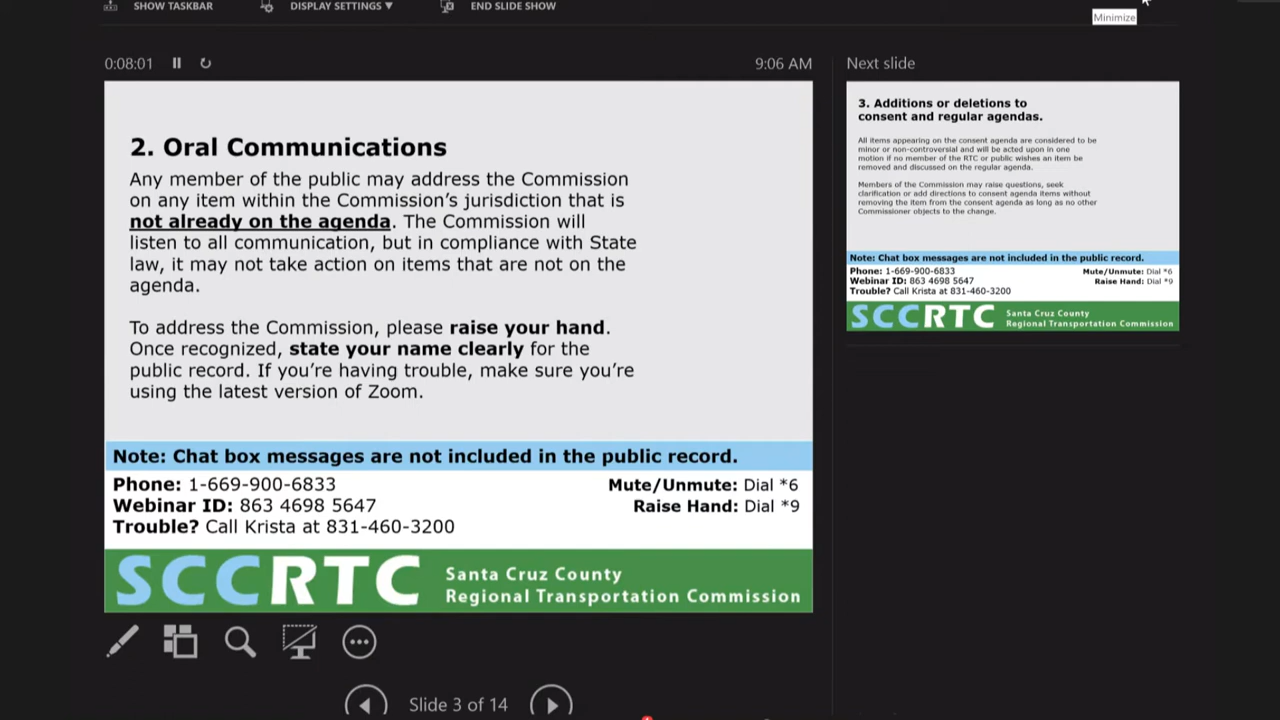 SHOW TASKBAR
DISPLAY SETTINGS ▼
END SLIDE SHOW
Minimize
0:08:01
9:06 AM
2. Oral Communications
Any member of the public may address the Commission
on any item within the Commission’s jurisdiction that is
not already on the agenda. The Commission will
listen to all communication, but in compliance with State
law, it may not take action on items that are not on the
agenda.
To address the Commission, please raise your hand.
Once recognized, state your name clearly for the
public record. If you’re having trouble, make sure you’re
using the latest version of Zoom.
Note: Chat box messages are not included in the public record.
Phone: 1-669-900-6833
Mute/Unmute: Dial *6
Webinar ID: 863 4698 5647
Raise Hand: Dial *9
Trouble? Call Krista at 831-460-3200
SCCRTC
Santa Cruz County
Regional Transportation Commission
Slide 3 of 14
Next slide
3. Additions or deletions to
consent and regular agendas.
All items appearing on the consent agenda are considered to be
minor or non-controversial and will be acted upon in one
motion if no member of the RTC or public wishes an item be
removed and discussed on the regular agenda.
Members of the Commission may raise questions, seek
clarification or add directions to consent agenda items without
removing the item from the consent agenda as long as no other
Commissioner objects to the change.
Note: Chat box messages are not included in the public record.
Phone: 1-669-900-6833
Mute/Unmute: Dial *6
Webinar ID: 863 4698 5647
Raise Hand: Dial *9
Trouble? Call Krista at 831-460-3200
SCCRTC
Santa Cruz County
Regional Transportation Commission